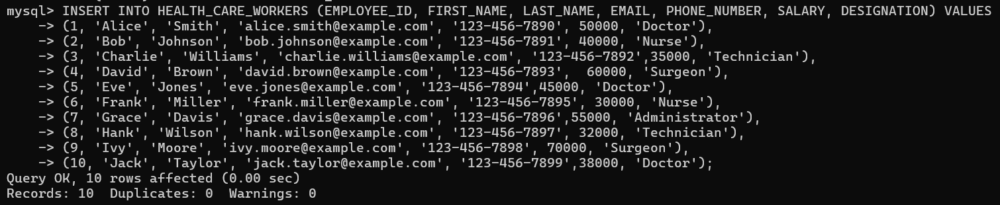 mysql> INSERT INTO HEALTH_CARE_WORKERS (EMPLOYEE_ID, FIRST_NAME, LAST_NAME, EMAIL, PHONE_NUMBER, SALARY, DESIGNATION) VALUES
    -> (1, 'Alice', 'Smith', 'alice.smith@example.com', '123-456-7890', 50000, 'Doctor'),
    -> (2, 'Bob', 'Johnson', 'bob.johnson@example.com', '123-456-7891', 40000, 'Nurse'),
    -> (3, 'Charlie', 'Williams', 'charlie.williams@example.com', '123-456-7892',35000, 'Technician'),
    -> (4, 'David', 'Brown', 'david.brown@example.com', '123-456-7893',  60000, 'Surgeon'),
    -> (5, 'Eve', 'Jones', 'eve.jones@example.com', '123-456-7894',45000, 'Doctor'),
    -> (6, 'Frank', 'Miller', 'frank.miller@example.com', '123-456-7895', 30000, 'Nurse'),
    -> (7, 'Grace', 'Davis', 'grace.davis@example.com', '123-456-7896',55000, 'Administrator'),
    -> (8, 'Hank', 'Wilson', 'hank.wilson@example.com', '123-456-7897', 32000, 'Technician'),
    -> (9, 'Ivy', 'Moore', 'ivy.moore@example.com', '123-456-7898', 70000, 'Surgeon'),
    -> (10, 'Jack', 'Taylor', 'jack.taylor@example.com', '123-456-7899',38000, 'Doctor');
Query OK, 10 rows affected (0.00 sec)
Records: 10  Duplicates: 0  Warnings: 0